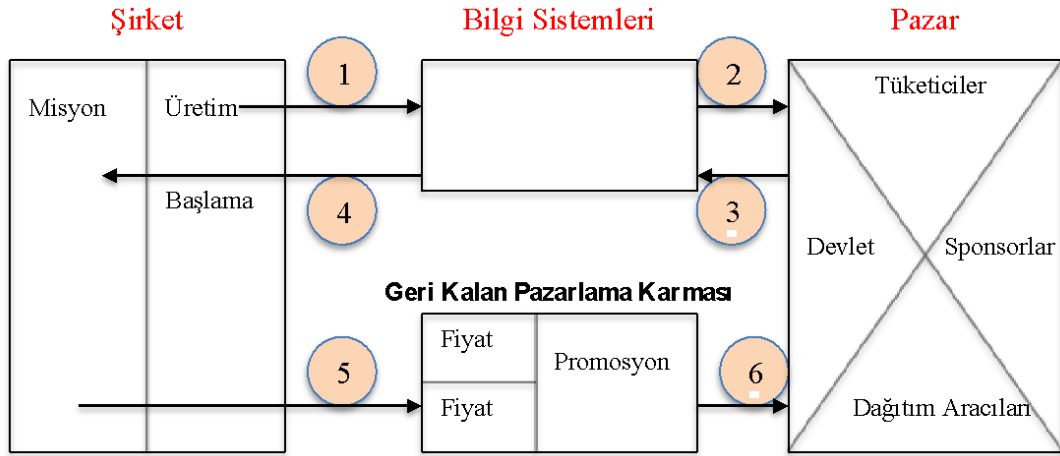 Şirket
Bilgi Sistemleri
Pazar
1
2
Misyon
Üretim
Tüketiciler
Başlama
4
3
Devlet
Sponsorlar
Geri Kalan Pazarlama Karması
Fiyat
Promosyon
5
6
Fiyat
Dağıtım Aracıları